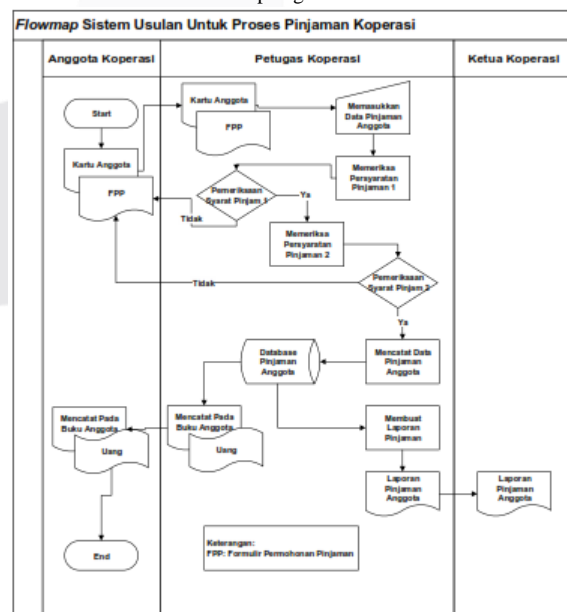 Flowmap Sistem Usulan Untuk Proses Pinjaman Koperasi
Anggota Koperasi
Petugas Koperasi
Ketua Koperasi
Start
Kartu Anggota
FPP
Kartu Anggota
FPP
Memasukkan
Data Pinjaman
Anggota
Memeriksa
Persyaratan
Pinjaman 1
Pemeriksaan
Syarat Pinjam 1
Ya
Tidak
Memeriksa
Persyaratan
Pinjaman 2
Pemeriksaan
Syarat Pinjam 2
Tidak
Ya
Mencatat Data
Pinjaman
Anggota
Database
Pinjaman
Anggota
Mencatat Pada
Buku Anggota
Uang
Mencatat Pada
Buku Anggota
Uang
Membuat
Laporan
Pinjaman
Laporan
Pinjaman
Anggota
Laporan
Pinjaman
Anggota
End
Keterangan:
FPP: Formulir Permohonan Pinjaman